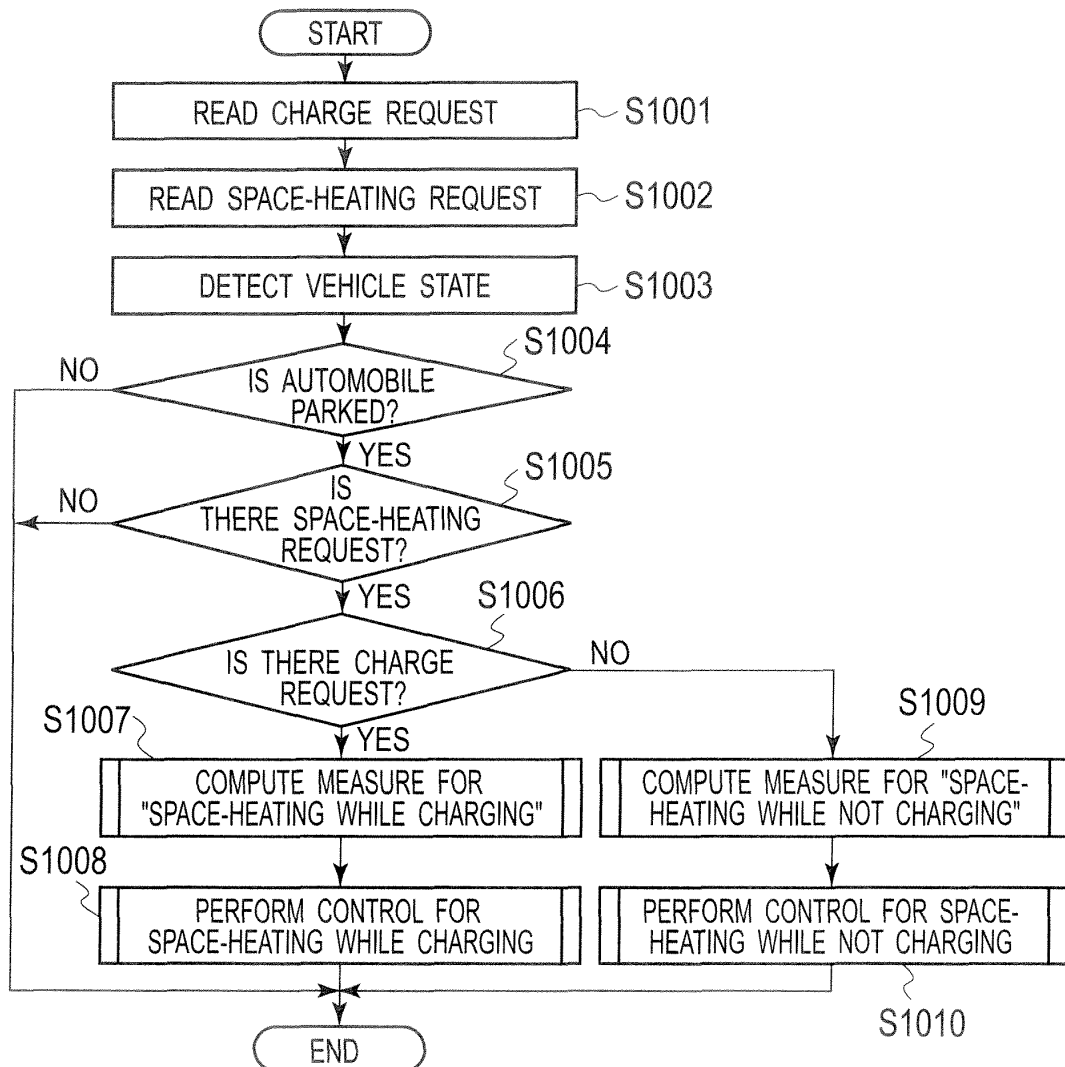 START
READ CHARGE REQUEST
S1001
READ SPACE-HEATING REQUEST
S1002
DETECT VEHICLE STATE
S1003
S1004
NO
IS AUTOMOBILE
PARKED?
YES
S1005
NO
IS
THERE SPACE-HEATING
REQUEST?
YES
S1006
IS THERE CHARGE
REQUEST?
NO
S1007
YES
S1009
COMPUTE MEASURE FOR
"SPACE-HEATING WHILE CHARGING"
COMPUTE MEASURE FOR "SPACE-
HEATING WHILE NOT CHARGING"
S1008
PERFORM CONTROL FOR
SPACE-HEATING WHILE CHARGING
PERFORM CONTROL FOR SPACE-
HEATING WHILE NOT CHARGING
S1010
END